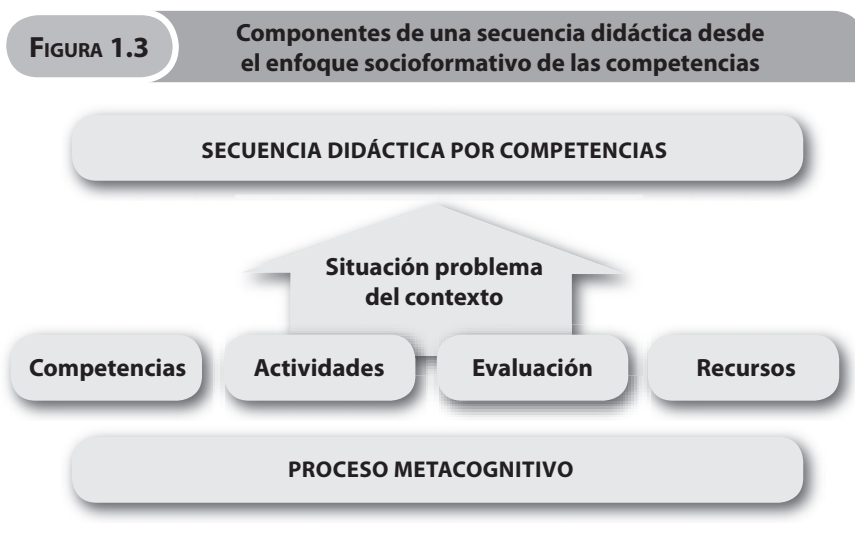 FIGURA 1.3
Componentes de una secuencia didáctica desde
el enfoque socioformativo de las competencias
SECUENCIA DIDÁCTICA POR COMPETENCIAS
Situación problema
del contexto
Competencias
Actividades
Evaluación
Recursos
PROCESO METACOGNITIVO